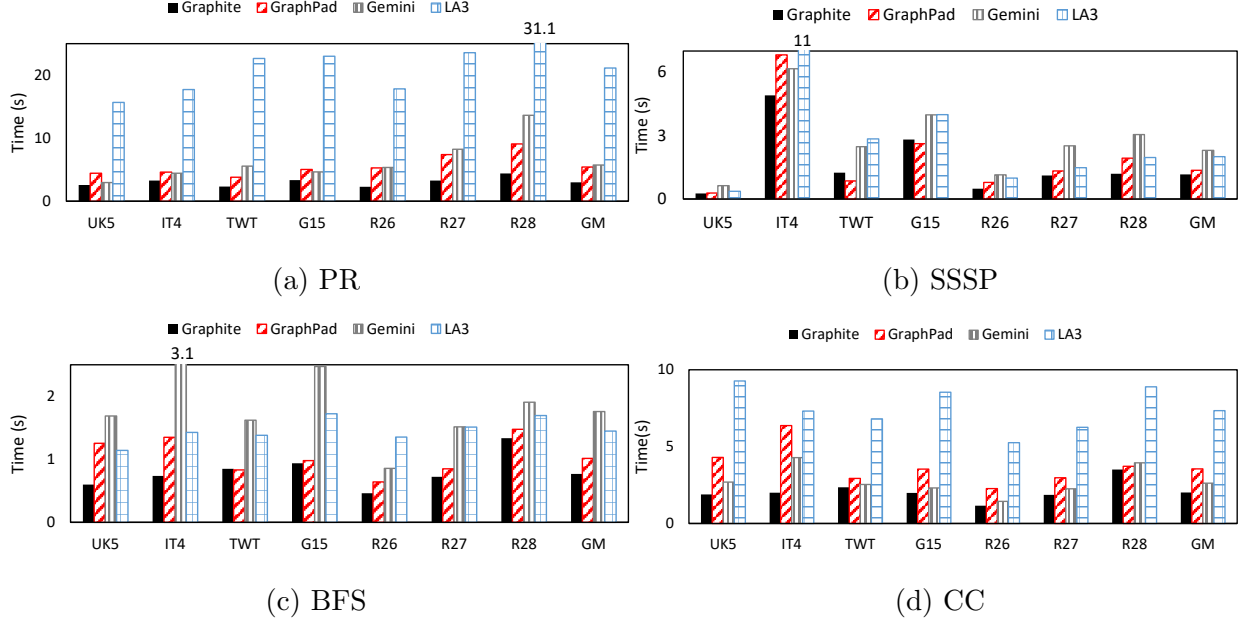 Graphite GraphPad Gemini LA3
31.1
Time (s)
20
10
0
UK5 IT4 TWT G15 R26 R27 R28 GM
(a) PR
Graphite GraphPad Gemini LA3
11
Time (s)
6
3
0
UK5 IT4 TWT G15 R26 R27 R28 GM
(b) SSSP
Graphite GraphPad Gemini LA3
3.1
Time (s)
2
1
0
UK5 IT4 TWT G15 R26 R27 R28 GM
(c) BFS
Graphite GraphPad Gemini LA3
Time(s)
10
5
0
UK5 IT4 TWT G15 R26 R27 R28 GM
(d) CC